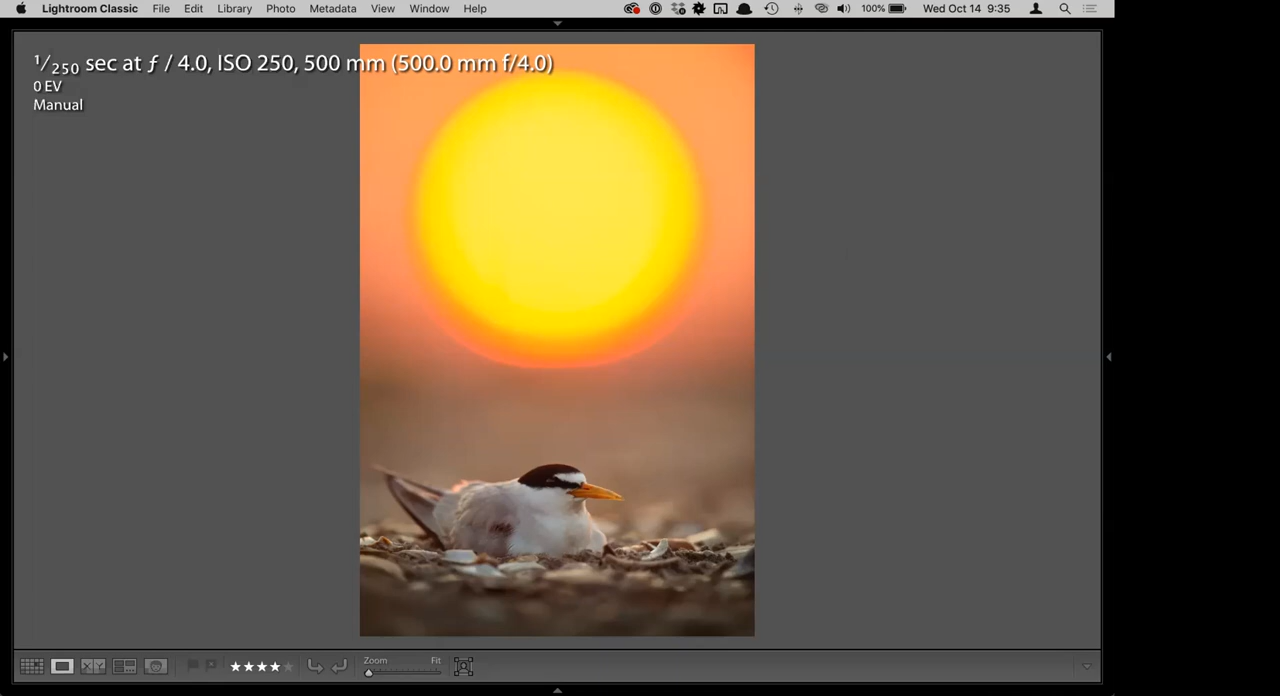 Lightroom Classic File Edit Library Photo Metadata View Window Help 100% Wed Oct 14 9:35
1/250 sec at ƒ / 4.0, ISO 250, 500 mm (500.0 mm f/4.0)
0 EV
Manual
Zoom Fit